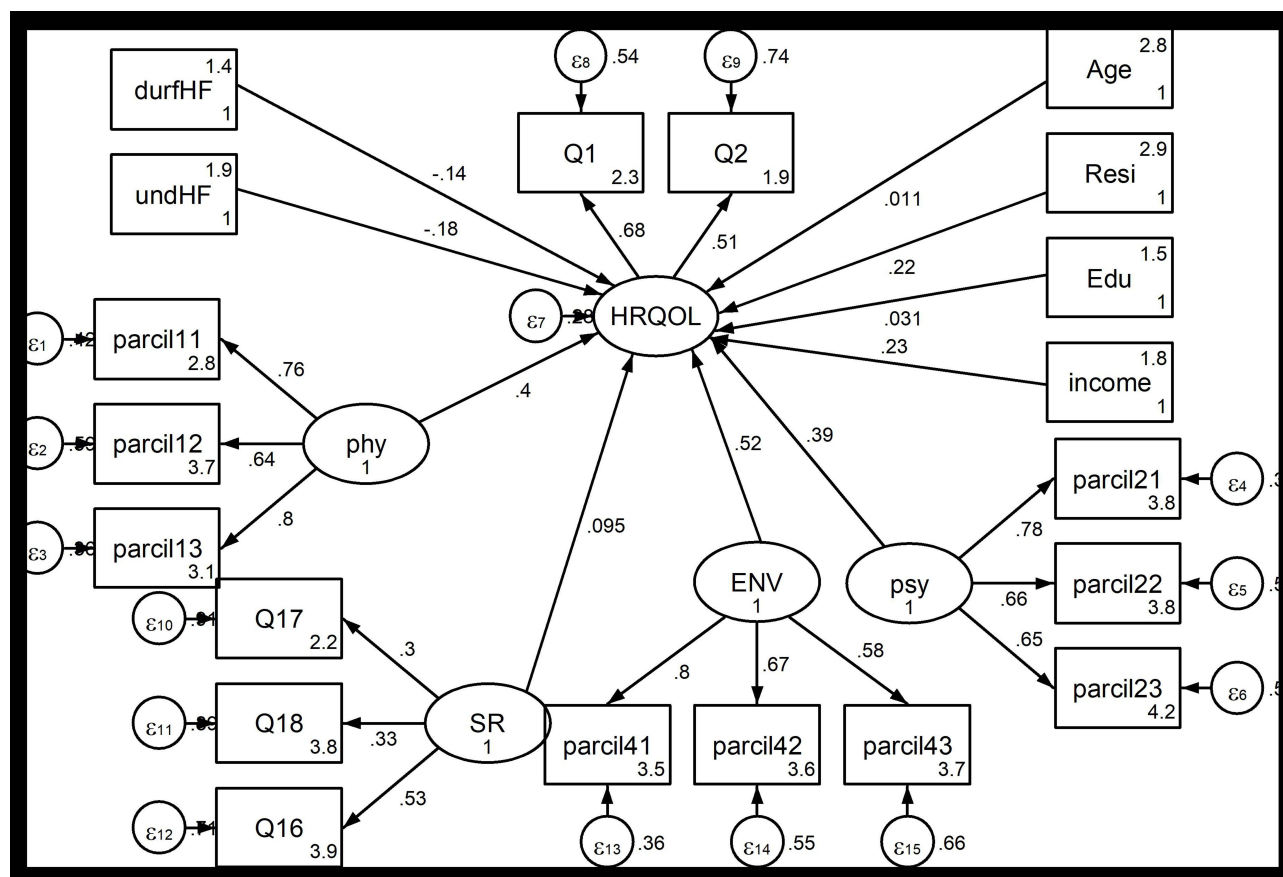 1.4
durfHF
1
1.9
undHF
1
ε8 .54
ε9 .74
Q1
2.3
Q2
1.9
2.8
Age
1
2.9
Resi
1
1.5
Edu
1
1.8
income
1
-.14
-.18
.68
.51
.011
.22
.031
.23
ε7
HRQOL
ε1
parcil11
2.8
ε2
parcil12
3.7
ε3
parcil13
3.1
.76
.64
.8
phy
1
.4
.095
.52
.39
ε10
Q17
2.2
ε11
Q18
3.8
ε12
Q16
3.9
.3
.33
.53
SR
1
ENV
1
.8
.67
.58
parcil41
3.5
parcil42
3.6
parcil43
3.7
ε13 .36
ε14 .55
ε15 .66
psy
1
.78
.66
.65
parcil21
3.8
ε4
parcil22
3.8
ε5
parcil23
4.2
ε6